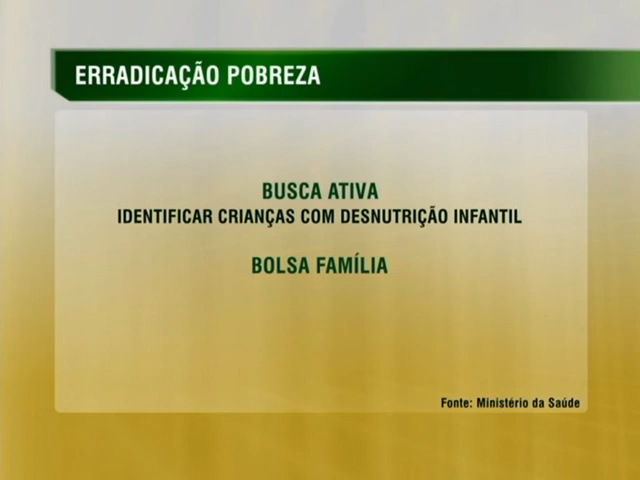 ERRADICAÇÃO POBREZA
BUSCA ATIVA
IDENTIFICAR CRIANÇAS COM DESNUTRIÇÃO INFANTIL
BOLSA FAMÍLIA
Fonte: Ministério da Saúde